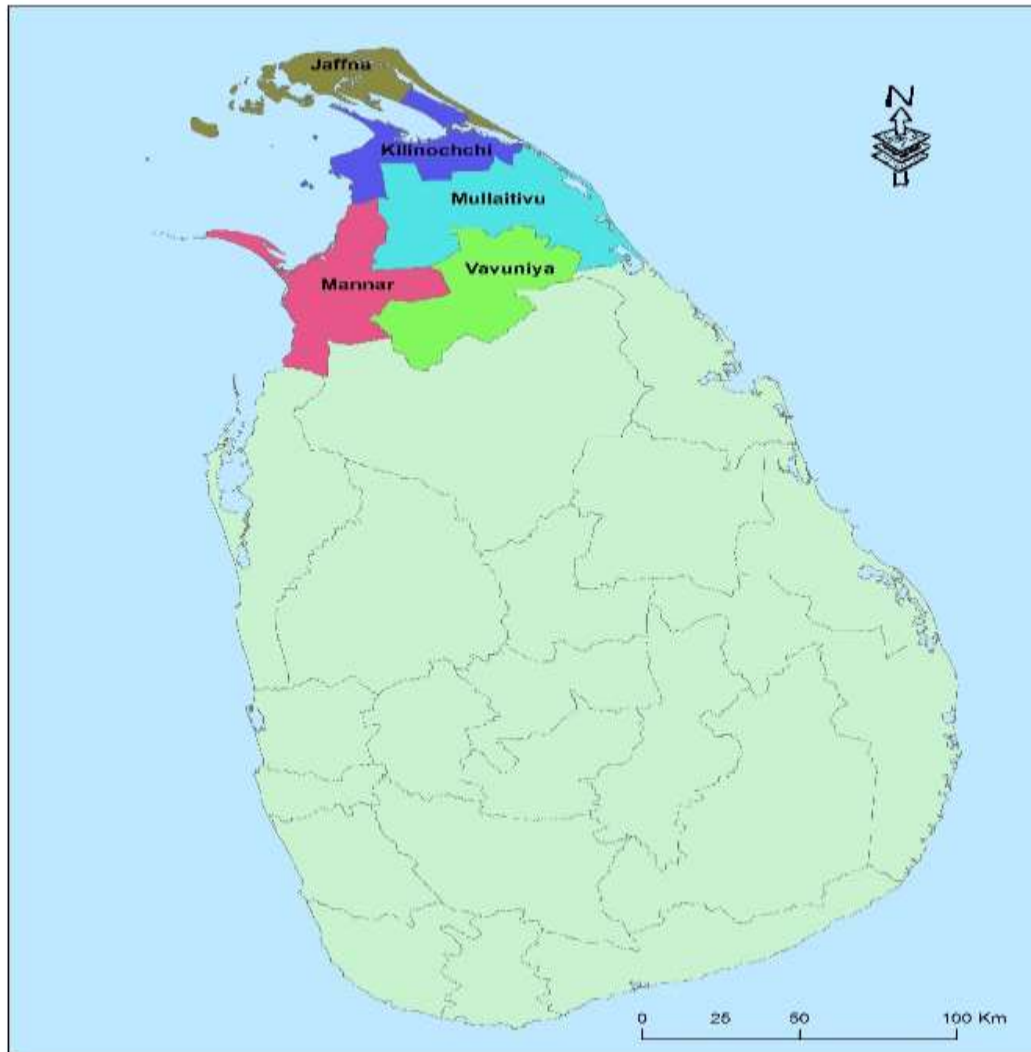 Jaffna
N
Kilinochchi
Mullaitivu
Vavuniya
Mannar
0 25 50 100 Km